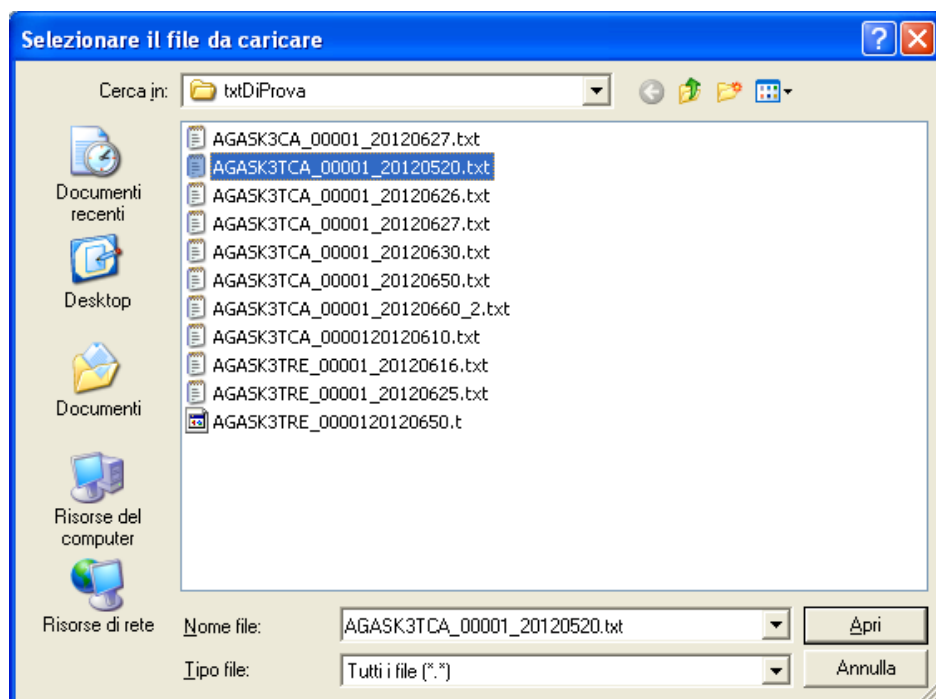 Selezionare il file da caricare
Cerca in: txtDiProva
AGASK3CA_00001_20120627.txt
AGASK3TCA_00001_20120520.txt
AGASK3TCA_00001_20120626.txt
AGASK3TCA_00001_20120627.txt
AGASK3TCA_00001_20120630.txt
AGASK3TCA_00001_20120650.txt
AGASK3TCA_00001_20120660_2.txt
AGASK3TCA_0000120120610.txt
AGASK3TRE_00001_20120616.txt
AGASK3TRE_00001_20120625.txt
AGASK3TRE_0000120120650.t
Documenti
recenti
Desktop
Documenti
Risorse del
computer
Risorse di rete
Nome file: AGASK3TCA_00001_20120520.txt Apri
Tipo file: Tutti i file (*.*) Annulla